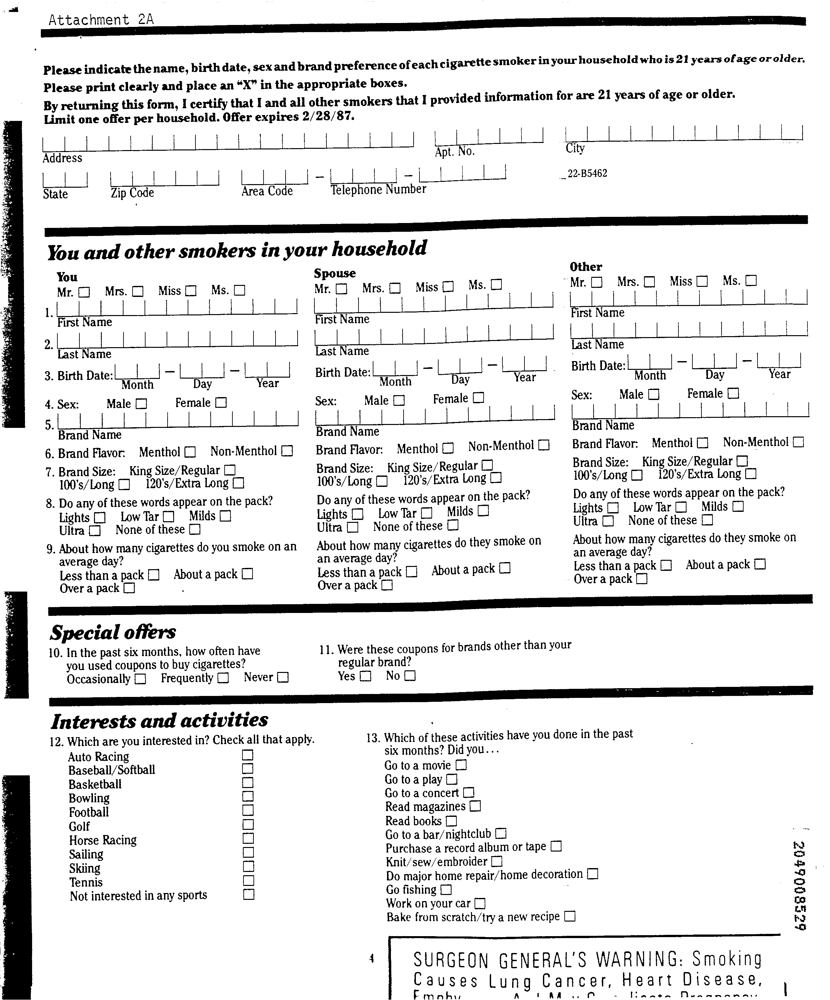 Attachment 2A
Please indicate the name, birth date, sex and brand preference of each cigarette smoker in your household who is 21 years of age or older.
Please print clearly and place an “X” in the appropriate boxes.
By returning this form, I certify that I and all other smokers that I provided information for are 21 years of age or older.
Limit one offer per household. Offer expires 2/28/87.
Address Apt. No. City
State Zip Code Area Code Telephone Number
22-B5462
You and other smokers in your household
You
Mr. Mrs. Miss Ms.
1. First Name
2. Last Name
3. Birth Date: – –
Month Day Year
4. Sex: Male Female
5. Brand Name
6. Brand Flavor: Menthol Non-Menthol
7. Brand Size: King Size/Regular
100's/Long 120's/Extra Long
8. Do any of these words appear on the pack?
Lights Low Tar Milds
Ultra None of these
9. About how many cigarettes do you smoke on an
average day?
Less than a pack About a pack
Over a pack
Spouse
Mr. Mrs. Miss Ms.
First Name
Last Name
Birth Date: – –
Month Day Year
Sex: Male Female
Brand Name
Brand Flavor: Menthol Non-Menthol
Brand Size: King Size/Regular
100's/Long 120's/Extra Long
Do any of these words appear on the pack?
Lights Low Tar Milds
Ultra None of these
About how many cigarettes do they smoke on
an average day?
Less than a pack About a pack
Over a pack
Other
Mr. Mrs. Miss Ms.
First Name
Last Name
Birth Date: – –
Month Day Year
Sex: Male Female
Brand Name
Brand Flavor: Menthol Non-Menthol
Brand Size: King Size/Regular
100's/Long 120's/Extra Long
Do any of these words appear on the pack?
Lights Low Tar Milds
Ultra None of these
About how many cigarettes do they smoke on
an average day?
Less than a pack About a pack
Over a pack
Special offers
10. In the past six months, how often have
you used coupons to buy cigarettes?
Occasionally Frequently Never
11. Were these coupons for brands other than your
regular brand?
Yes No
Interests and activities
12. Which are you interested in? Check all that apply.
Auto Racing
Baseball/Softball
Basketball
Bowling
Football
Golf
Horse Racing
Sailing
Skiing
Tennis
Not interested in any sports
13. Which of these activities have you done in the past
six months? Did you...
Go to a movie
Go to a play
Go to a concert
Read magazines
Read books
Go to a bar/nightclub
Purchase a record album or tape
Knit/sew/embroider
Do major home repair/home decoration
Go fishing
Work on your car
Bake from scratch/try a new recipe
2049008529
SURGEON GENERAL'S WARNING: Smoking
Causes Lung Cancer, Heart Disease,